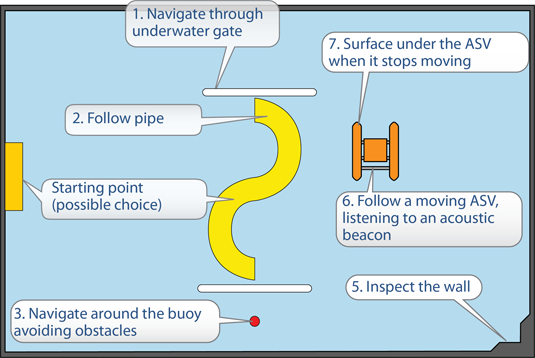 1. Navigate through
underwater gate
7. Surface under the ASV
when it stops moving
2. Follow pipe
Starting point
(possible choice)
6. Follow a moving ASV,
listening to an acoustic
beacon
5. Inspect the wall
3. Navigate around the buoy
avoiding obstacles